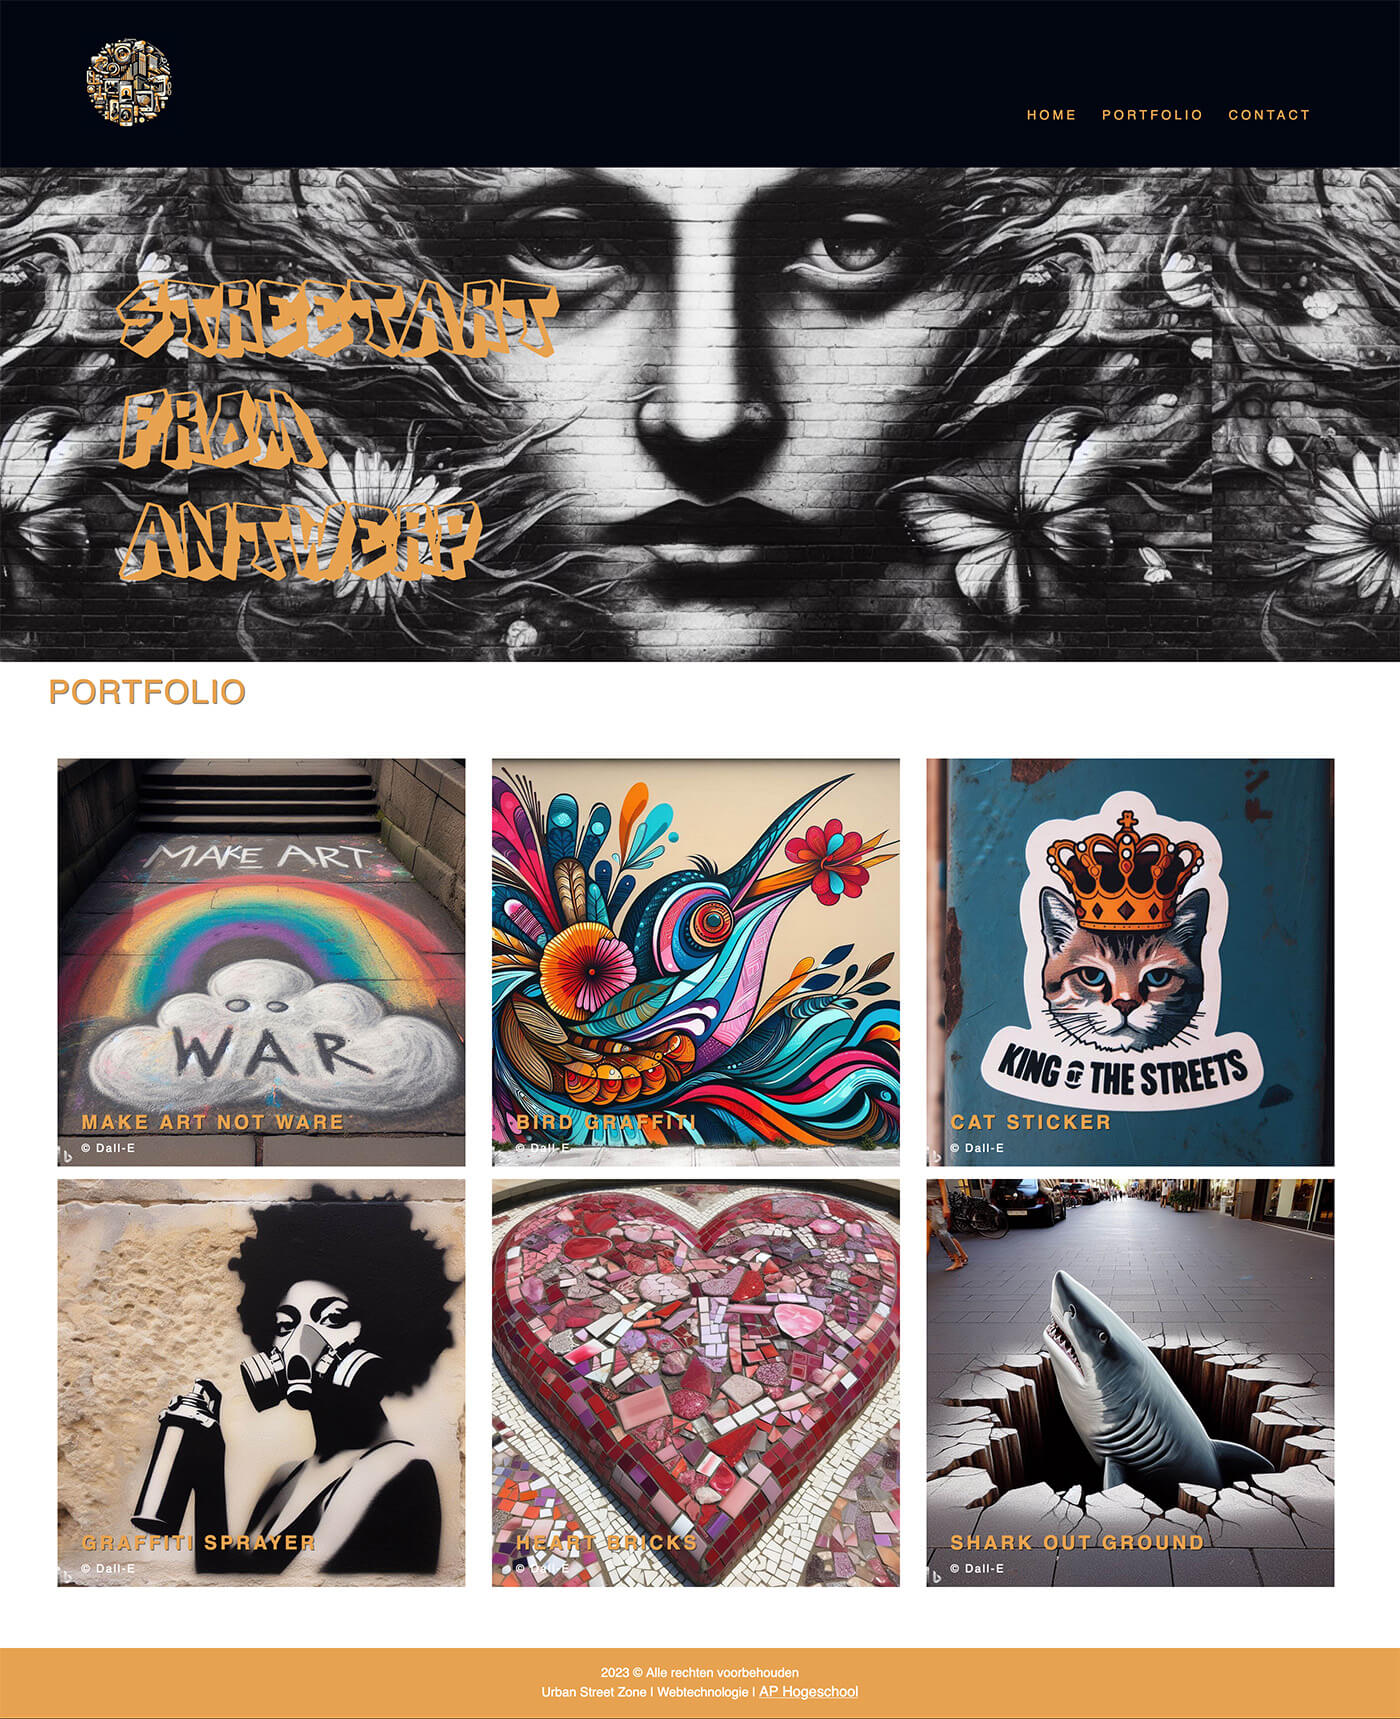 HOME PORTFOLIO CONTACT
STREETART
FROM
ANTWERP
PORTFOLIO
MAKE ART
WAR
MAKE ART NOT WARE
© Dall-E
BIRD GRAFFITI
© Dall-E
KING OF THE STREETS
CAT STICKER
© Dall-E
GRAFFITI SPRAYER
© Dall-E
HEART BRICKS
© Dall-E
SHARK OUT GROUND
© Dall-E
2023 © Alle rechten voorbehouden
Urban Street Zone | Webtechnologie | AP Hogeschool